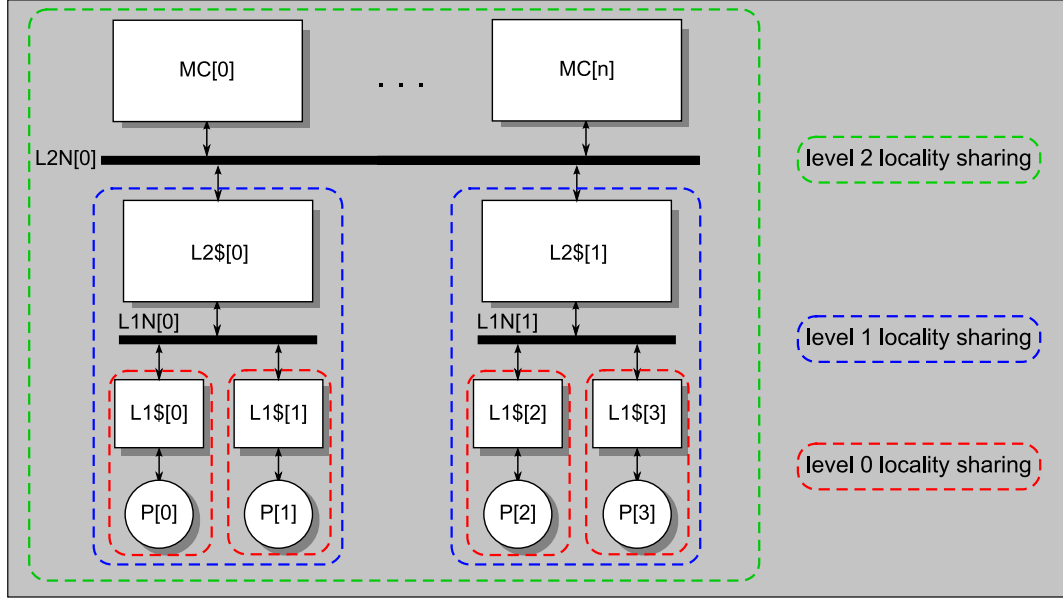 MC[0]
. . .
MC[n]
L2N[0]
level 2 locality sharing
L2$[0]
L2$[1]
L1N[0]
L1N[1]
level 1 locality sharing
L1$[0]
L1$[1]
L1$[2]
L1$[3]
level 0 locality sharing
P[0]
P[1]
P[2]
P[3]